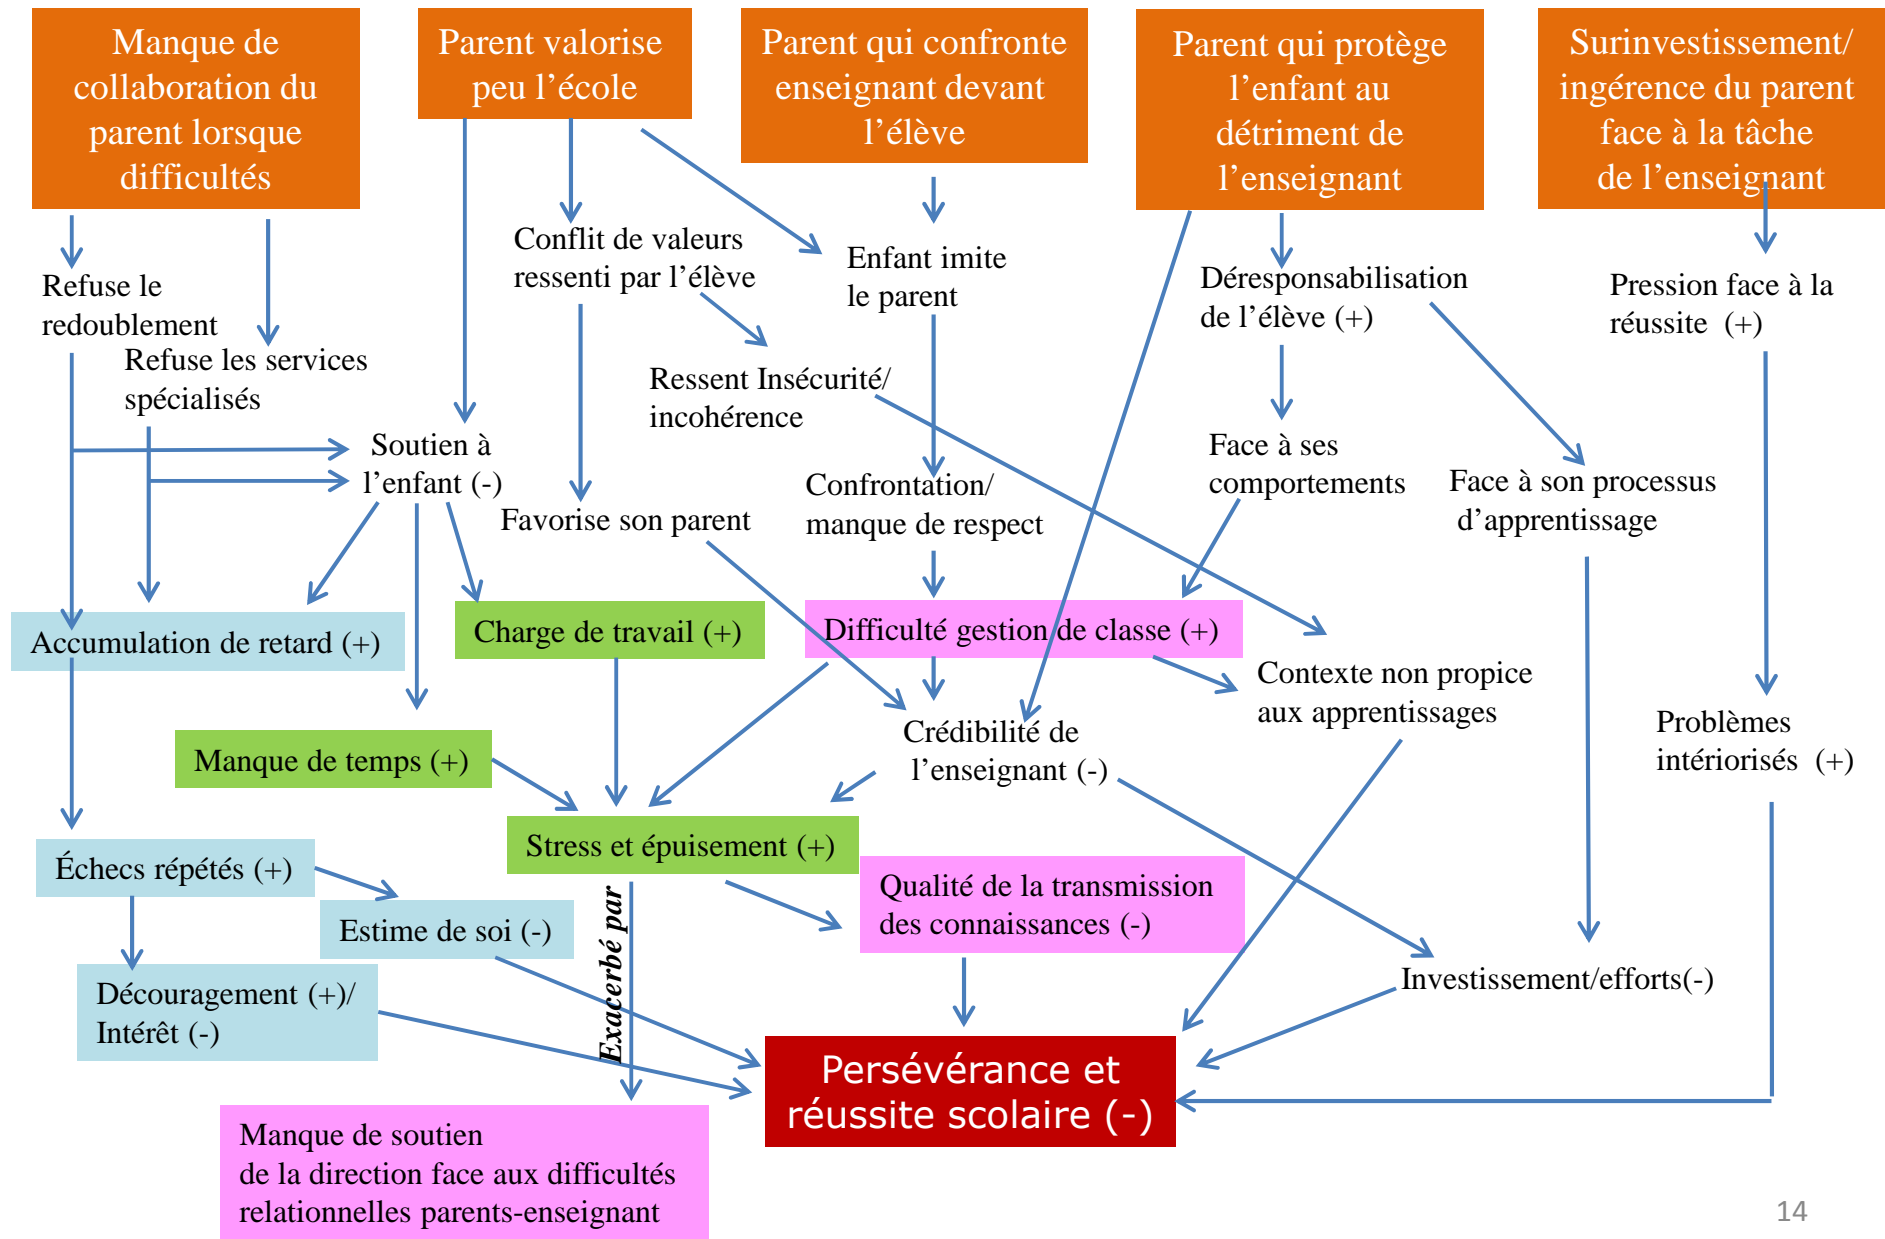 Manque de
collaboration du
parent lorsque
difficultés
Parent valorise
peu l’école
Parent qui confronte
enseignant devant
l’élève
Parent qui protège
l’enfant au
détriment de
l’enseignant
Surinvestissement/
ingérence du parent
face à la tâche
de l’enseignant
Refuse le
redoublement
Refuse les services
spécialisés
Conflit de valeurs
ressenti par l’élève
Enfant imite
le parent
Déresponsabilisation
de l’élève (+)
Pression face à la
réussite (+)
Ressent Insécurité/
incohérence
Soutien à
l’enfant (-)
Favorise son parent
Confrontation/
manque de respect
Face à ses
comportements
Face à son processus
d’apprentissage
Accumulation de retard (+)
Charge de travail (+)
Difficulté gestion de classe (+)
Contexte non propice
aux apprentissages
Manque de temps (+)
Crédibilité de
l’enseignant (-)
Problèmes
intériorisés (+)
Stress et épuisement (+)
Échecs répétés (+)
Estime de soi (-)
Exacerbé par
Qualité de la transmission
des connaissances (-)
Découragement (+)/
Intérêt (-)
Investissement/efforts(-)
Persévérance et
réussite scolaire (-)
Manque de soutien
de la direction face aux difficultés
relationnelles parents-enseignant
14